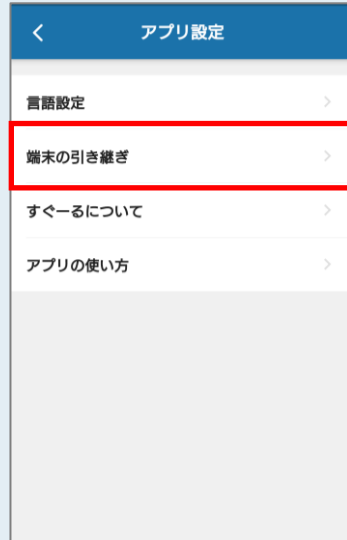 アプリ設定
言語設定
端末の引き継ぎ
すぐーるについて
アプリの使い方